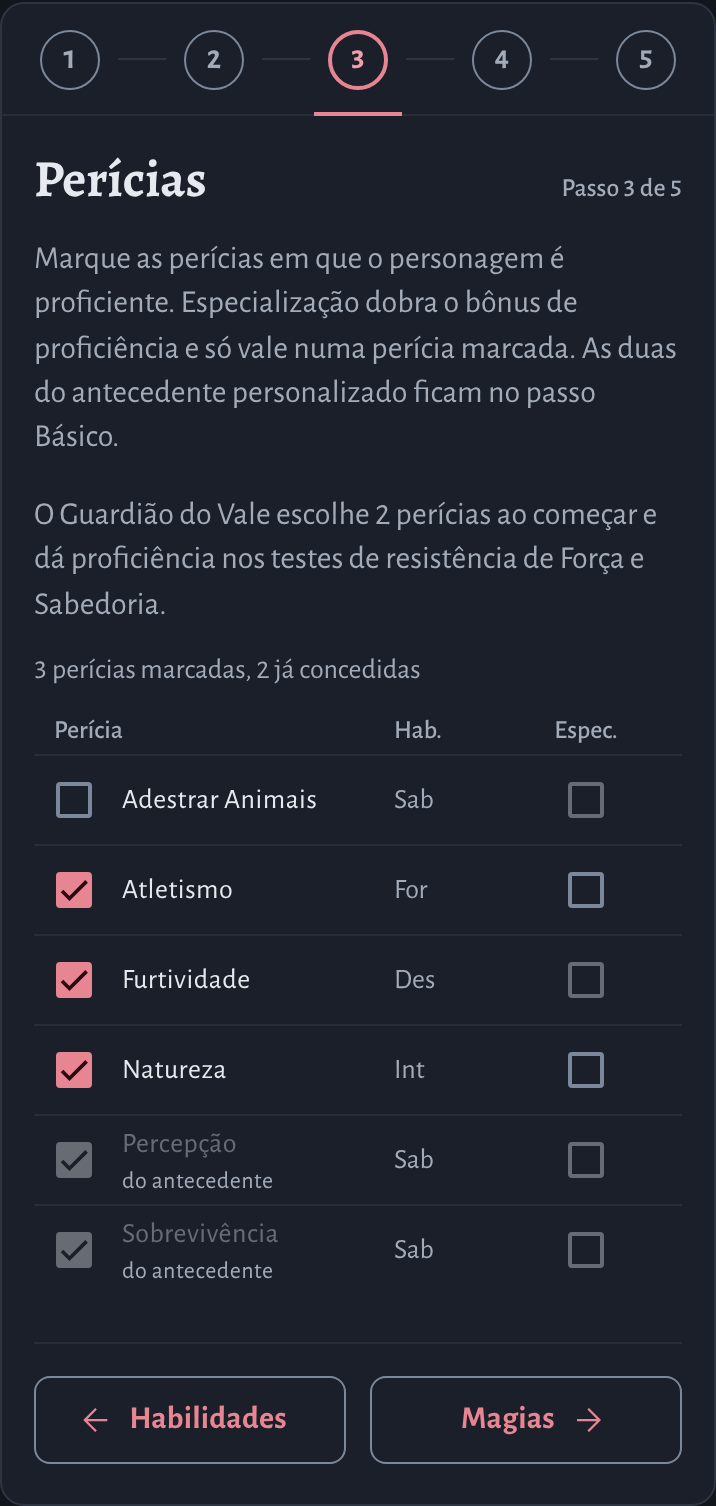 1 2 3 4 5
Perícias
Passo 3 de 5
Marque as perícias em que o personagem é
proficiente. Especialização dobra o bônus de
proficiência e só vale numa perícia marcada. As duas
do antecedente personalizado ficam no passo
Básico.
O Guardião do Vale escolhe 2 perícias ao começar e
dá proficiência nos testes de resistência de Força e
Sabedoria.
3 perícias marcadas, 2 já concedidas
Perícia Hab. Espec.
Adestrar Animais Sab
Atletismo For
Furtividade Des
Natureza Int
Percepção
do antecedente Sab
Sobrevivência
do antecedente Sab
← Habilidades
Magias →